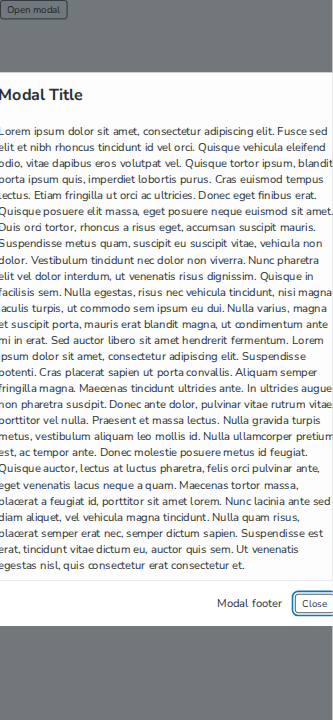 Open modal
Modal Title
Lorem ipsum dolor sit amet, consectetur adipiscing elit. Fusce sed
elit et nibh rhoncus tincidunt id vel orci. Quisque vehicula eleifend
odio, vitae dapibus eros volutpat vel. Quisque tortor ipsum, blandit
porta ipsum quis, imperdiet lobortis purus. Cras euismod tempus
lectus. Etiam fringilla ut orci ac ultricies. Donec eget finibus erat.
Quisque posuere elit massa, eget posuere neque euismod sit amet.
Duis orci tortor, rhoncus a risus eget, accumsan suscipit mauris.
Suspendisse metus quam, suscipit eu suscipit vitae, vehicula non
dolor. Vestibulum tincidunt nec dolor non viverra. Nunc pharetra
elit vel dolor interdum, ut venenatis risus dignissim. Quisque in
facilisis sem. Nulla egestas, risus nec vehicula tincidunt, nisi magna
iaculis turpis, ut commodo sem ipsum eu dui. Nulla varius, magna
et suscipit porta, mauris erat blandit magna, ut condimentum ante
mi in erat. Sed auctor libero sit amet hendrerit fermentum. Lorem
ipsum dolor sit amet, consectetur adipiscing elit. Suspendisse
potenti. Cras placerat sapien ut porta convallis. Aliquam semper
fringilla magna. Maecenas tincidunt ultricies ante. In ultricies augue
non pharetra suscipit. Donec ante dolor, pulvinar vitae rutrum vitae,
porttitor vel nulla. Praesent et massa lectus. Nulla gravida turpis
metus, vestibulum aliquam leo mollis id. Nulla ullamcorper pretium
est, ac tempor ante. Donec molestie posuere metus id feugiat.
Quisque auctor, lectus at luctus pharetra, felis orci pulvinar ante,
eget venenatis lacus neque a quam. Maecenas tortor massa,
placerat a feugiat id, porttitor sit amet lorem. Nunc lacinia ante sed
diam aliquet, vel vehicula magna tincidunt. Nulla quam risus,
placerat semper erat nec, semper dictum sapien. Suspendisse est
erat, tincidunt vitae dictum eu, auctor quis sem. Ut venenatis
egestas nisl, quis consectetur erat consectetur et.
Modal footer
Close